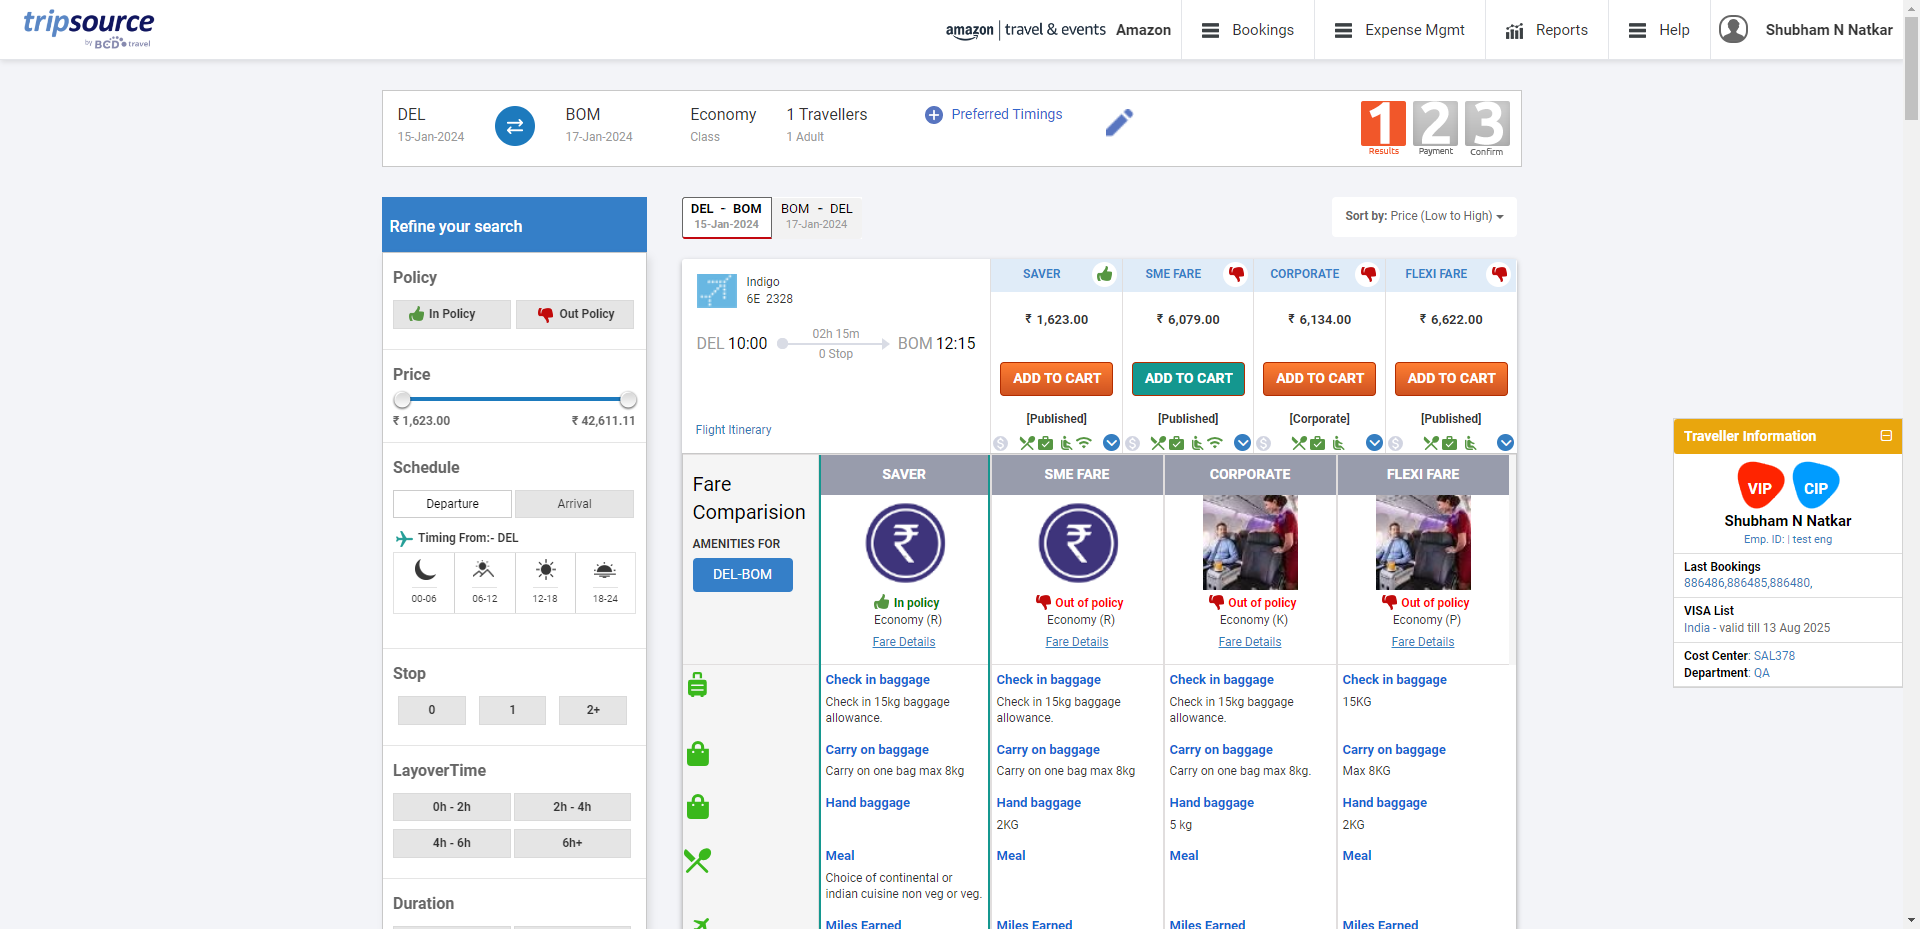 tripsource
by BCD travel
amazon | travel & events Amazon
Bookings
Expense Mgmt
Reports
Help
Shubham N Natkar
DEL
15-Jan-2024
BOM
17-Jan-2024
Economy
Class
1 Travellers
1 Adult
Preferred Timings
1 Results
2 Payment
3 Confirm
Refine your search
Policy
In Policy
Out Policy
Price
₹ 1,623.00
₹ 42,611.11
Schedule
Departure
Arrival
Timing From:- DEL
00-06
06-12
12-18
18-24
Stop
0
1
2+
LayoverTime
0h - 2h
2h - 4h
4h - 6h
6h+
Duration
DEL - BOM
15-Jan-2024
BOM - DEL
17-Jan-2024
Sort by: Price (Low to High)
Indigo
6E 2328
DEL 10:00
02h 15m
0 Stop
BOM 12:15
Flight Itinerary
SAVER
₹ 1,623.00
ADD TO CART
[Published]
SME FARE
₹ 6,079.00
ADD TO CART
[Published]
CORPORATE
₹ 6,134.00
ADD TO CART
[Corporate]
FLEXI FARE
₹ 6,622.00
ADD TO CART
[Published]
Fare
Comparision
AMENITIES FOR
DEL-BOM
SAVER
₹
In policy
Economy (R)
Fare Details
SME FARE
₹
Out of policy
Economy (R)
Fare Details
CORPORATE
Out of policy
Economy (K)
Fare Details
FLEXI FARE
Out of policy
Economy (P)
Fare Details
Check in baggage
Check in 15kg baggage
allowance.
Check in baggage
Check in 15kg baggage
allowance.
Check in baggage
Check in 15kg baggage
allowance.
Check in baggage
15KG
Carry on baggage
Carry on one bag max 8kg
Carry on baggage
Carry on one bag max 8kg
Carry on baggage
Carry on one bag max 8kg.
Carry on baggage
Max 8KG
Hand baggage
Hand baggage
2KG
Hand baggage
5 kg
Hand baggage
2KG
Meal
Choice of continental or
indian cuisine non veg or veg.
Meal
Meal
Meal
Miles Earned
Miles Earned
Miles Earned
Miles Earned
Traveller Information
VIP
CIP
Shubham N Natkar
Emp. ID: | test eng
Last Bookings
886486,886485,886480,
VISA List
India - valid till 13 Aug 2025
Cost Center: SAL378
Department: QA